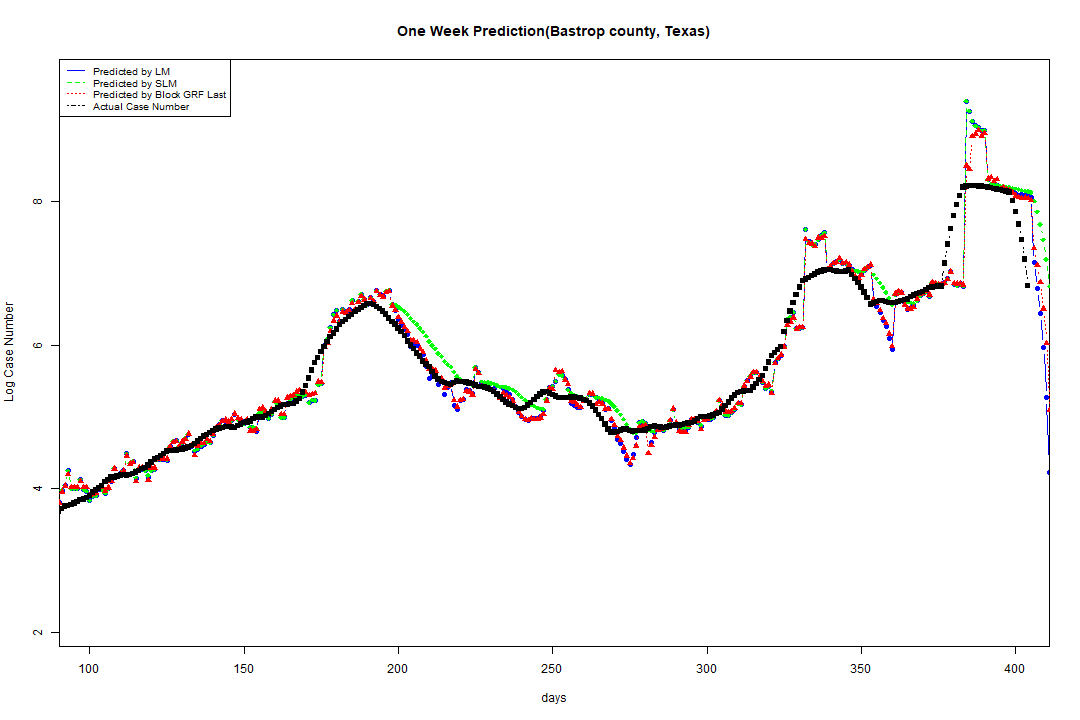 One Week Prediction(Bastrop county, Texas)
Predicted by LM
Predicted by SLM
Predicted by Block GRF Last
Actual Case Number
Log Case Number
8
6
4
2
100 150 200 250 300 350 400
days